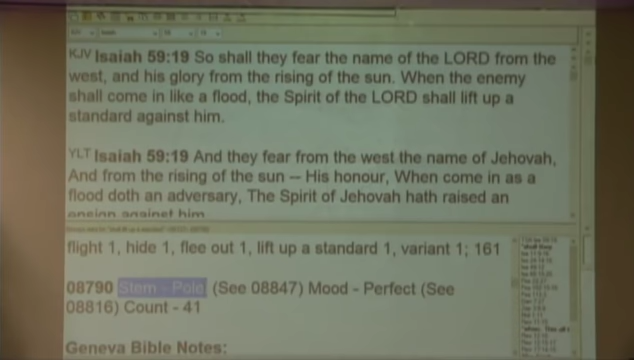 KJV Isaiah 59:19 So shall they fear the name of the LORD from the
west, and his glory from the rising of the sun. When the enemy
shall come in like a flood, the Spirit of the LORD shall lift up a
standard against him.
YLT Isaiah 59:19 And they fear from the west the name of Jehovah,
And from the rising of the sun -- His honour, When come in as a
flood doth an adversary, The Spirit of Jehovah hath raised an
ensign against him
flight 1, hide 1, flee out 1, lift up a standard 1, variant 1; 161
08790 Stem - Polel (See 08847) Mood - Perfect (See
08816) Count - 41
Geneva Bible Notes: